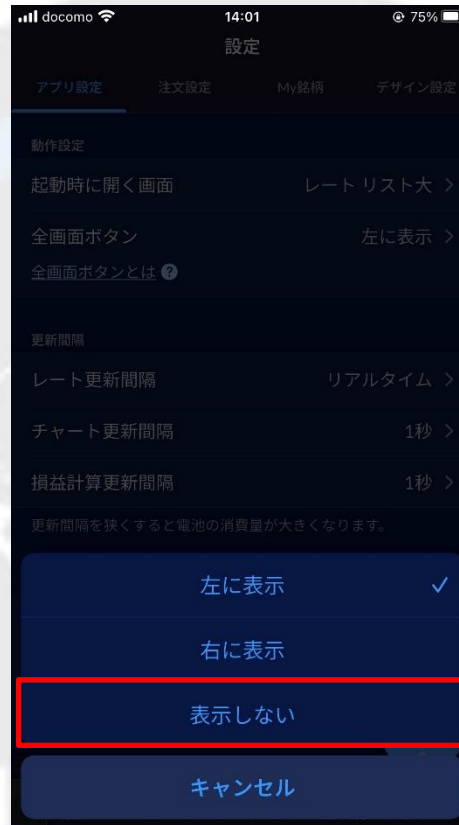 docomo 14:01 75%
設定
アプリ設定 注文設定 My銘柄 デザイン設定
動作設定
起動時に開く画面 レート リスト大
全画面ボタン 左に表示
全画面ボタンとは ?
更新間隔
レート更新間隔 リアルタイム
チャート更新間隔 1秒
損益計算更新間隔 1秒
更新間隔を狭くすると電池の消費量が大きくなります。
左に表示
右に表示
表示しない
キャンセル